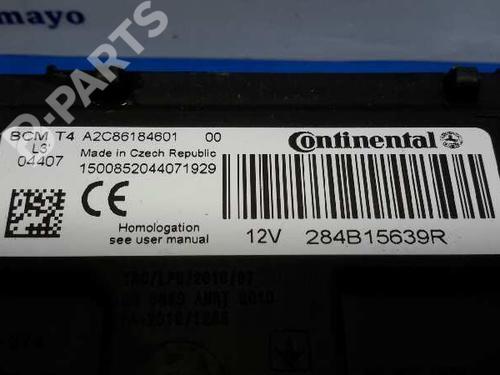 mayo
B-PARTS
BCM T4 A2C86184601 00
L3
04407
Made in Czech Republic
1500852044071929
Continental
CE
Homologation
see user manual
12V 284B15639R